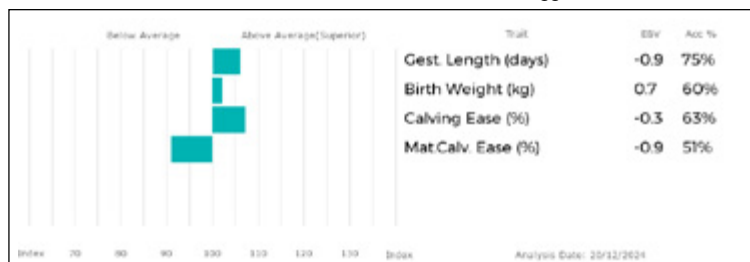 Below Average Above Average(Superior) Trait EBV Acc %
Gest. Length (days) -0.9 75%
Birth Weight (kg) 0.7 60%
Calving Ease (%) -0.3 63%
Mat.Calv. Ease (%) -0.9 51%
Index 70 80 90 100 110 120 130 Index Analysis Date: 20/12/2024